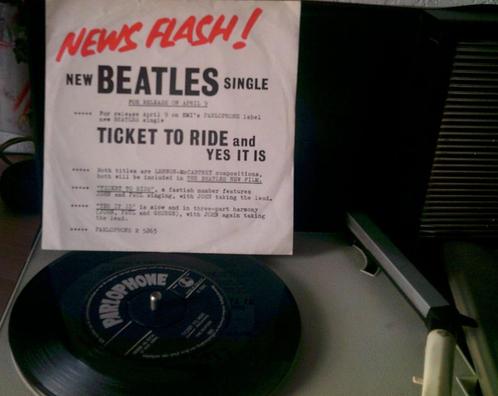 NEWS FLASH!
NEW BEATLES SINGLE
FOR RELEASE ON APRIL 9
***** For release April 9 on EMI's PARLOPHONE label
new BEATLES single
TICKET TO RIDE and
YES IT IS
***** Both titles are LENNON-McCARTNEY compositions,
both will be included in THE BEATLES NEW FILM.
***** "TICKET TO RIDE", a fastish number features
JOHN and PAUL singing, with JOHN taking the lead.
***** "YES IT IS" is slow and in three-part harmony
(JOHN, PAUL and GEORGE), with JOHN again taking
the lead.
***** PARLOPHONE R 5265
PARLOPHONE